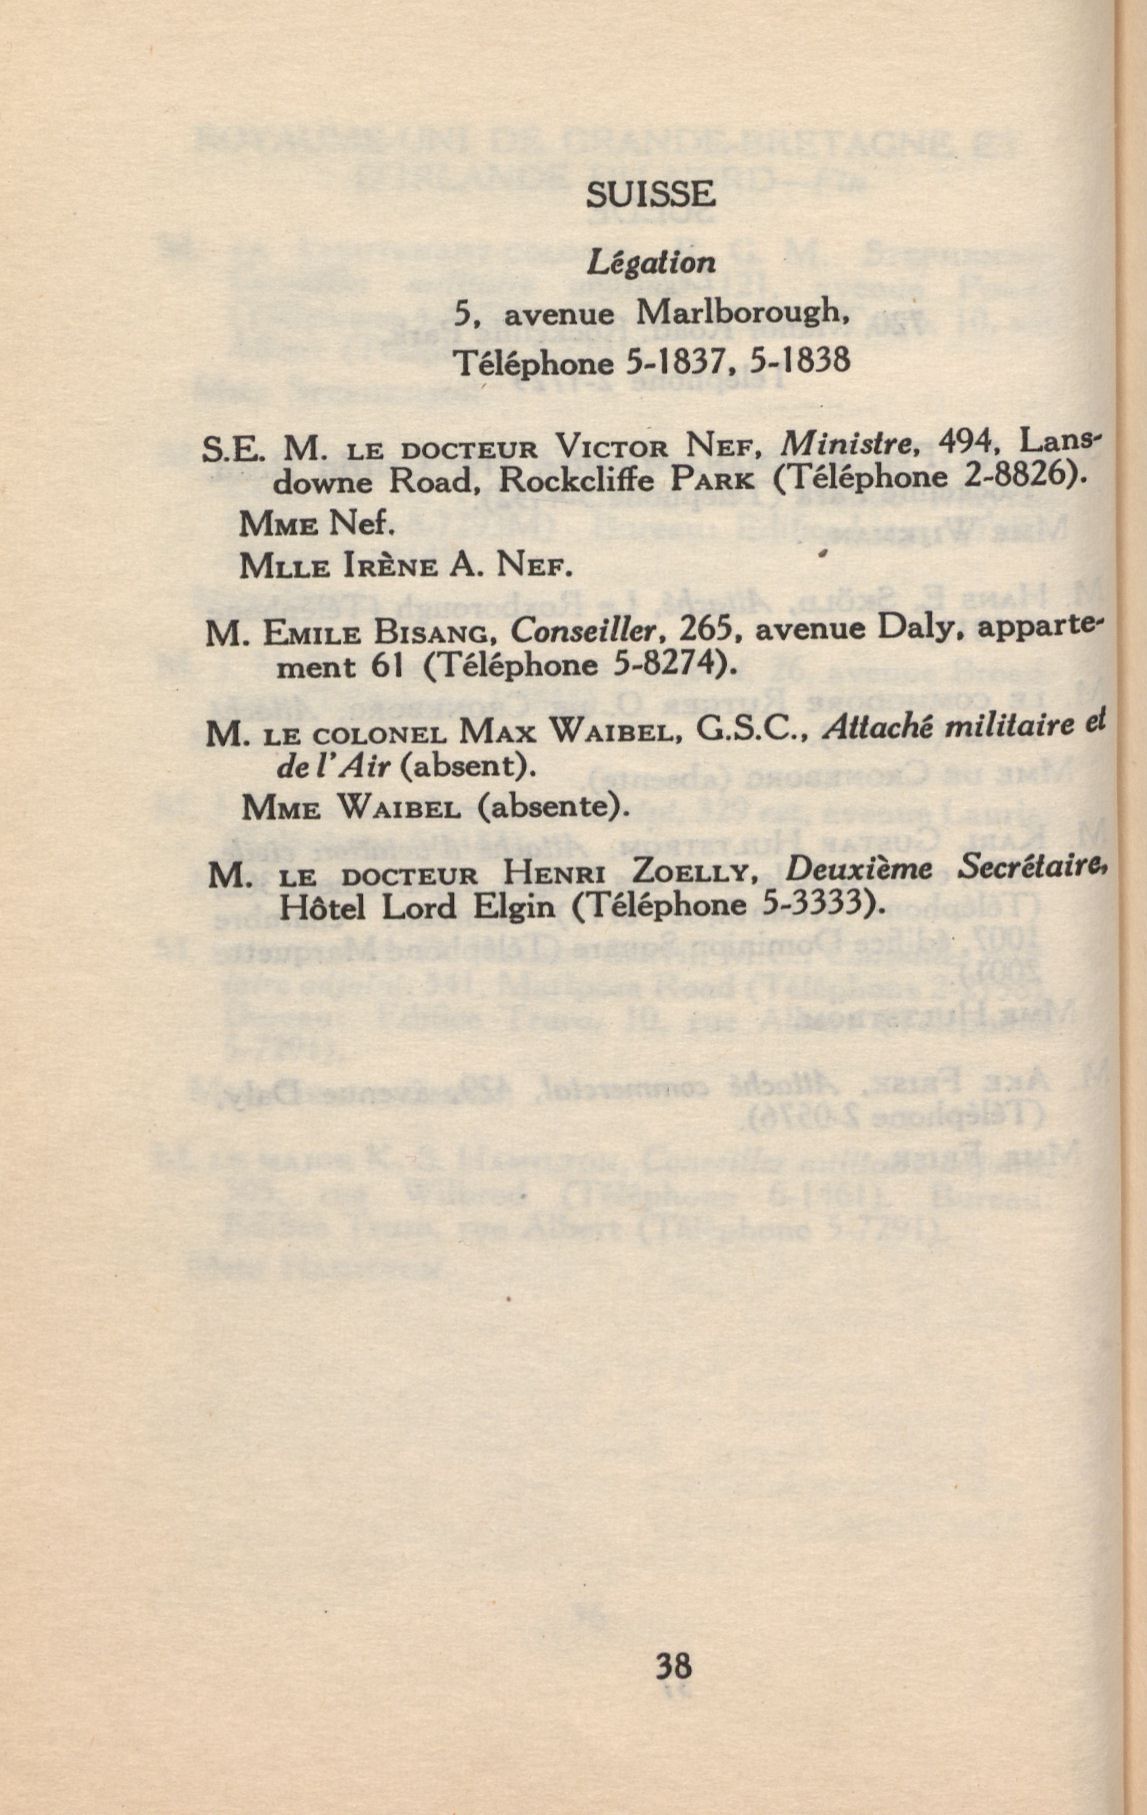 SUISSE
Légation
5, avenue Marlborough,
Téléphone 5-1837, 5-1838
S.E. M. LE DOCTEUR VICTOR NEF, Ministre, 494, Lans-
downe Road, Rockcliffe PARK (Téléphone 2-8826).
MME Nef.
MLLE IRÈNE A. NEF.
M. EMILE BISANG, Conseiller, 265, avenue Daly, apparte-
ment 61 (Téléphone 5-8274).
M. LE COLONEL MAX WAIBEL, G.S.C., Attaché militaire et
de l'Air (absent).
MME WAIBEL (absente).
M. LE DOCTEUR HENRI ZOELLY, Deuxième Secrétaire,
Hôtel Lord Elgin (Téléphone 5-3333).
38